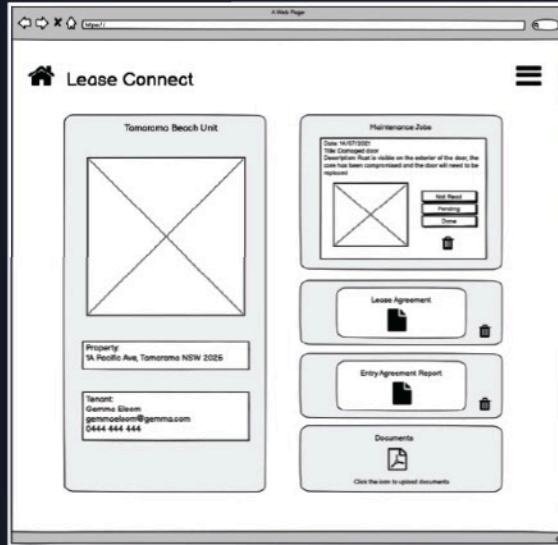 A Web Page
https://
Lease Connect
Tamarama Beach Unit
Property:
1A Pacific Ave, Tamarama NSW 2026
Tenant:
Gemma Eleom
gemmaeleom@gemma.com
0444 444 444
Maintenance Jobs
Date: 14/07/2021
Title: Damaged door
Description: Rust is visible on the exterior of the door, the
core has been compromised and the door will need to be
replaced
Not Read
Pending
Done
Lease Agreement
Entry Agreement Report
Documents
Click the icon to upload documents